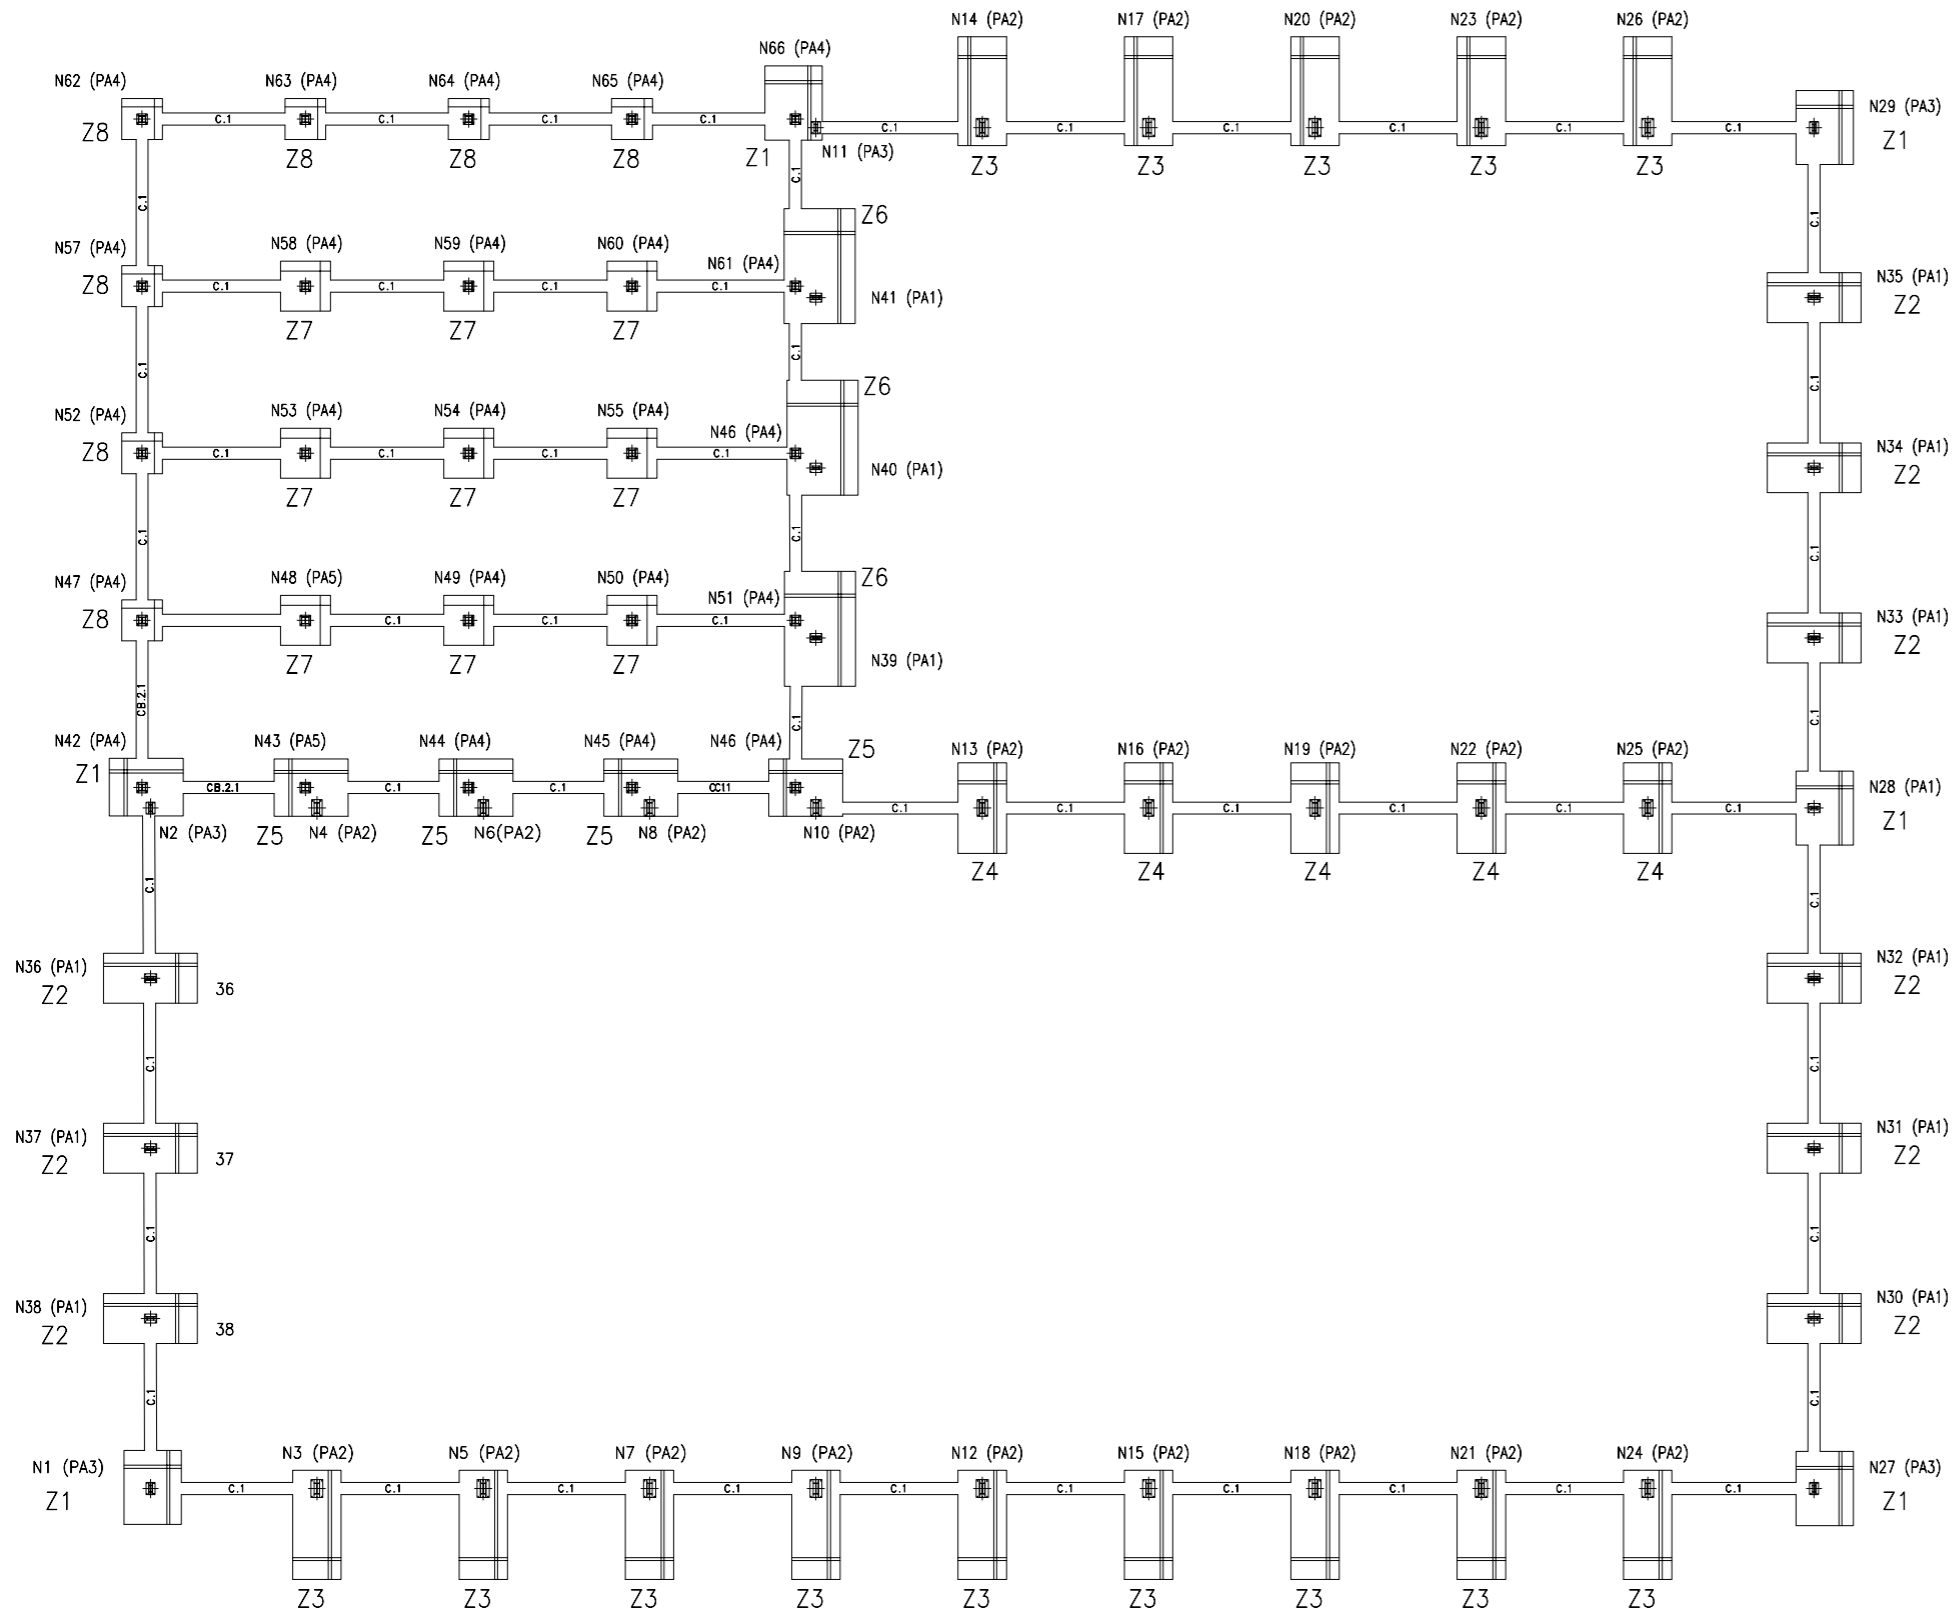 N14 (PA2) N17 (PA2) N20 (PA2) N23 (PA2) N26 (PA2)
N66 (PA4)
N62 (PA4) N63 (PA4) N64 (PA4) N65 (PA4)
N29 (PA3)
C.1 C.1 C.1 C.1
C.1 C.1 C.1 C.1 C.1 C.1
Z8 Z1
Z8 Z8 Z8 Z1 N11 (PA3)
Z3 Z3 Z3 Z3 Z3
C.1 C.1 C.1
Z6
N57 (PA4) N58 (PA4) N59 (PA4) N60 (PA4)
N61 (PA4)
N35 (PA1)
Z8 C.1 C.1 C.1 C.1
N41 (PA1) Z2
Z7 Z7 Z7
C.1 C.1 C.1
Z6
N52 (PA4) N53 (PA4) N54 (PA4) N55 (PA4)
N46 (PA4)
N34 (PA1)
Z8 C.1 C.1 C.1 C.1
N40 (PA1) Z2
Z7 Z7 Z7
C.1 C.1 C.1
Z6
N47 (PA4) N48 (PA5) N49 (PA4) N50 (PA4)
N51 (PA4)
N33 (PA1)
Z8 C.1 C.1 C.1
Z2
N39 (PA1)
Z7 Z7 Z7
CB.2.1 C.1 C.1
N42 (PA4) N43 (PA5) N44 (PA4) N45 (PA4) N46 (PA4) Z5 N13 (PA2) N16 (PA2) N19 (PA2) N22 (PA2) N25 (PA2)
Z1
N28 (PA1)
CB.2.1 C.1 C.1 CC.1.1
C.1 C.1 C.1 C.1 C.1 C.1
Z1
N2 (PA3) Z5 N4 (PA2) Z5 N6(PA2) Z5 N8 (PA2) N10 (PA2)
Z4 Z4 Z4 Z4 Z4
C.1 C.1
N36 (PA1) N32 (PA1)
Z2 36 Z2
C.1 C.1
N37 (PA1) N31 (PA1)
Z2 37 Z2
C.1 C.1
N38 (PA1) N30 (PA1)
Z2 38 Z2
C.1 C.1
N3 (PA2) N5 (PA2) N7 (PA2) N9 (PA2) N12 (PA2) N15 (PA2) N18 (PA2) N21 (PA2) N24 (PA2)
N1 (PA3) N27 (PA3)
C.1 C.1 C.1 C.1 C.1 C.1 C.1 C.1 C.1 C.1
Z1 Z1
Z3 Z3 Z3 Z3 Z3 Z3 Z3 Z3 Z3